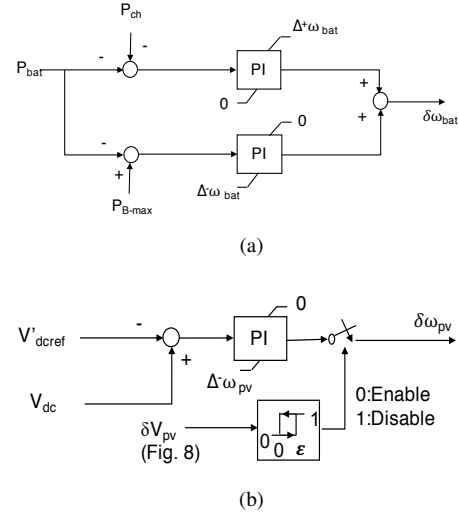 P_ch
- Δ⁺ω_bat
P_bat - PI
0 +
δω_bat
0 +
- PI
+
Δ⁻ω_bat
P_B-max
(a)
0
V'_dcref - PI δω_pv
+
Δ⁻ω_pv
0:Enable
V_dc 1:Disable
δV_pv 1
(Fig. 8) 0 0 ε
(b)